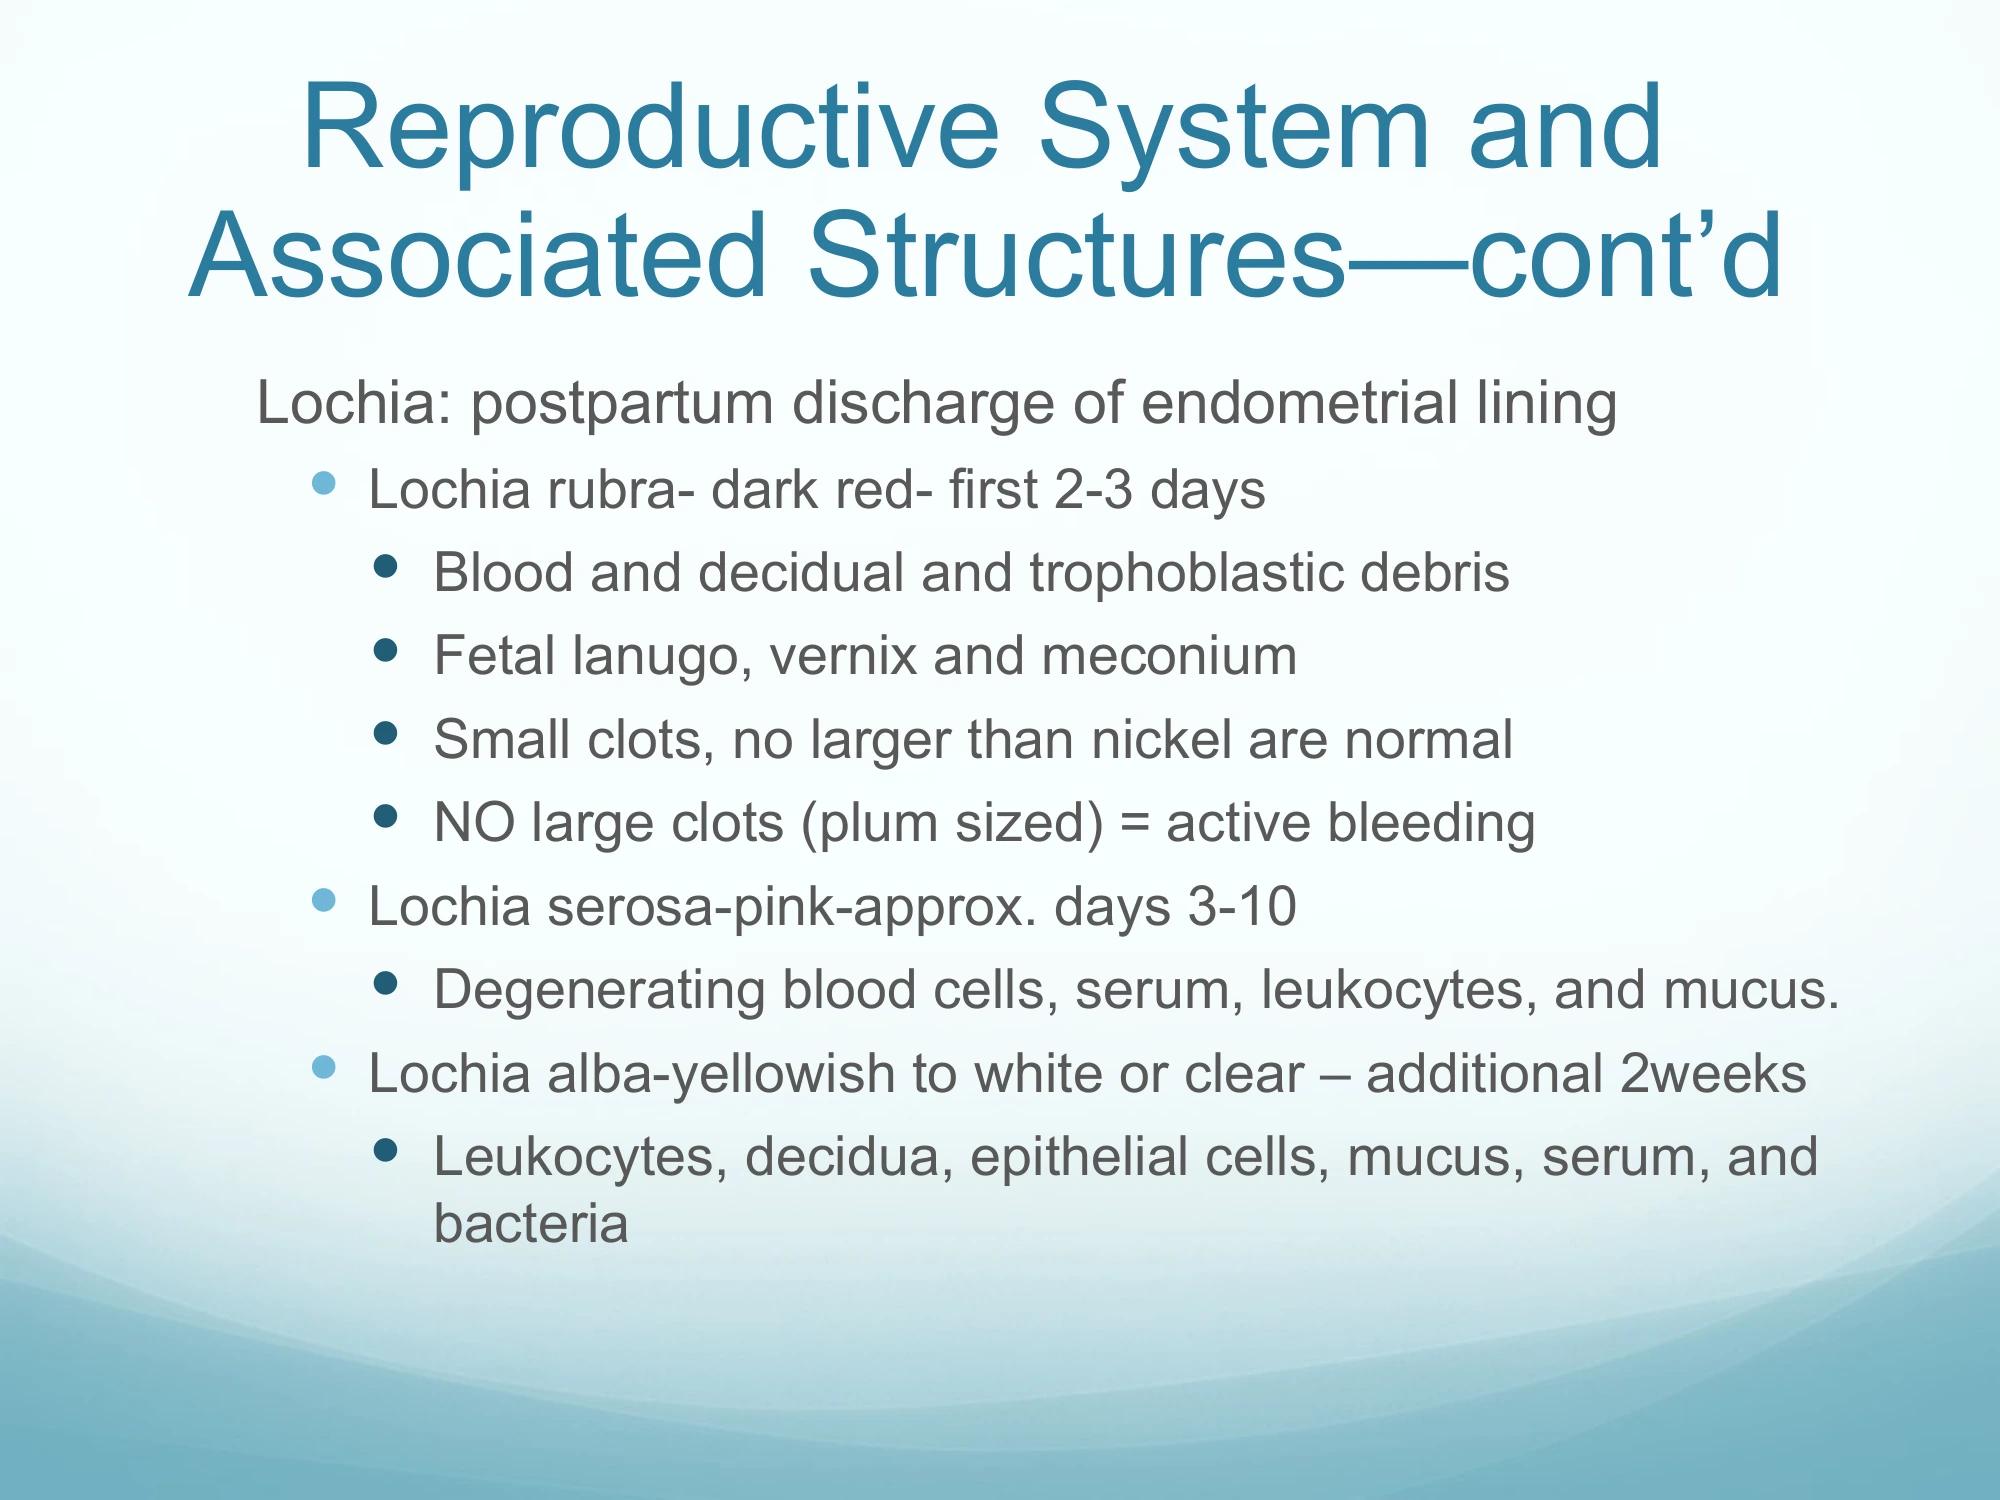 Reproductive System and
Associated Structures—cont’d
Lochia: postpartum discharge of endometrial lining
• Lochia rubra- dark red- first 2-3 days
• Blood and decidual and trophoblastic debris
• Fetal lanugo, vernix and meconium
• Small clots, no larger than nickel are normal
• NO large clots (plum sized) = active bleeding
• Lochia serosa-pink-approx. days 3-10
• Degenerating blood cells, serum, leukocytes, and mucus.
• Lochia alba-yellowish to white or clear – additional 2weeks
• Leukocytes, decidua, epithelial cells, mucus, serum, and
bacteria